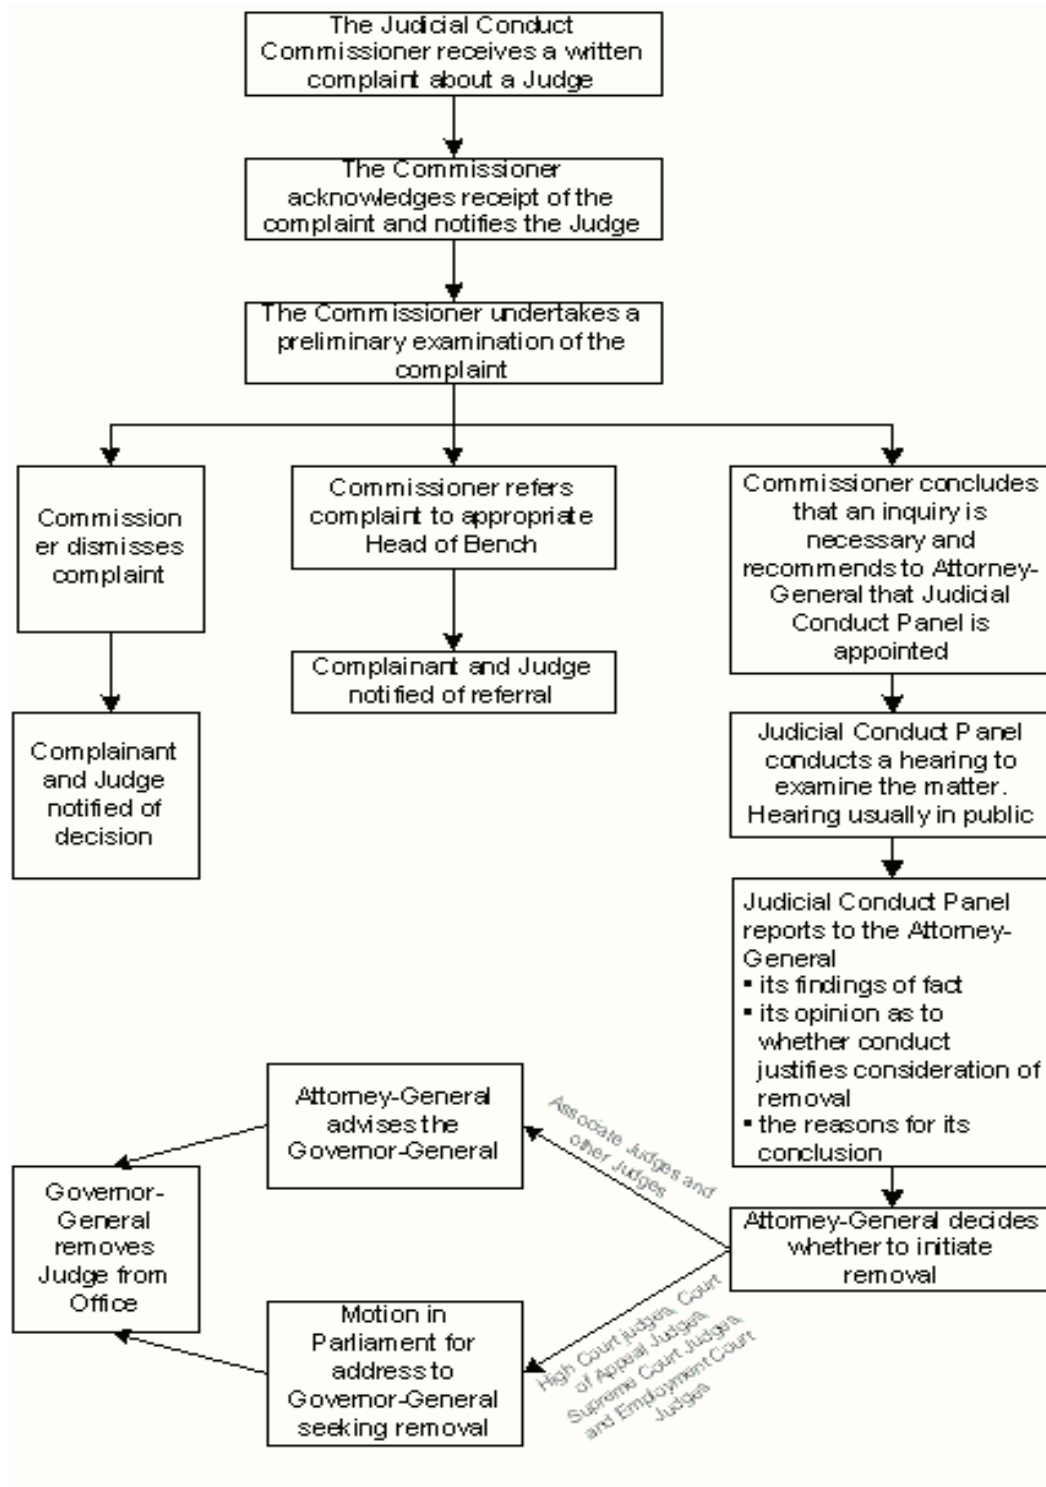 The Judicial Conduct
Commissioner receives a written
complaint about a Judge
The Commissioner
acknowledges receipt of the
complaint and notifies the Judge
The Commissioner undertakes a
preliminary examination of the
complaint
Commission
er dismisses
complaint
Complainant
and Judge
notified of
decision
Commissioner refers
complaint to appropriate
Head of Bench
Complainant and Judge
notified of referral
Commissioner concludes
that an inquiry is
necessary and
recommends to Attorney-
General that Judicial
Conduct Panel is
appointed
Judicial Conduct Panel
conducts a hearing to
examine the matter.
Hearing usually in public
Judicial Conduct Panel
reports to the Attorney-
General
▪ its findings of fact
▪ its opinion as to
whether conduct
justifies consideration of
removal
▪ the reasons for its
conclusion
Attorney-General decides
whether to initiate
removal
Associate Judges and
other Judges
Attorney-General
advises the
Governor-General
High Court judges, Court
of Appeal Judges,
Supreme Court Judges,
and Employment Court
Judges
Motion in
Parliament for
address to
Governor-General
seeking removal
Governor-
General
removes
Judge from
Office